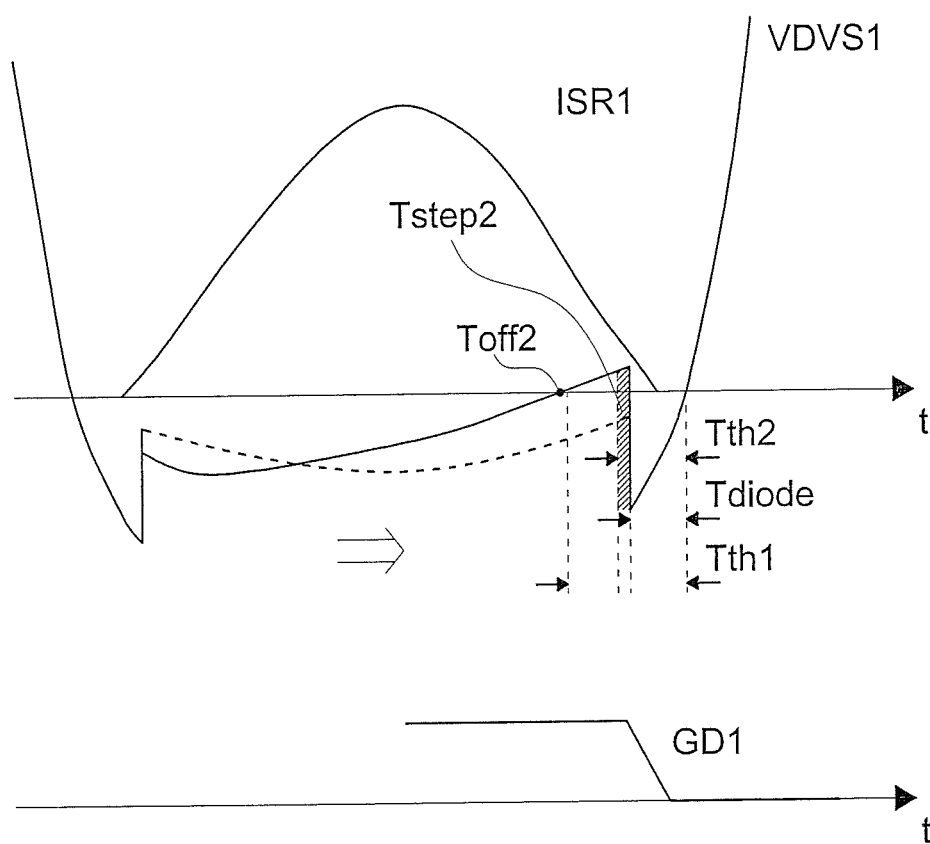 VDVS1
ISR1
Tstep2
Toff2
t
Tth2
Tdiode
Tth1
GD1
t